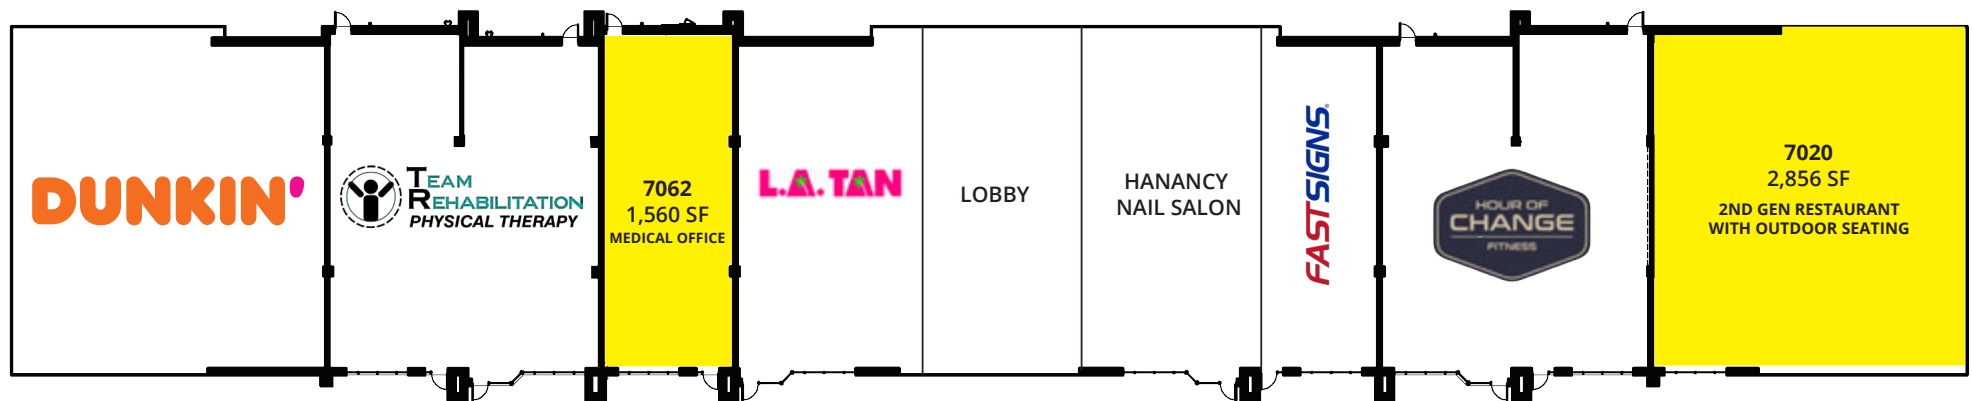 DUNKIN'
TEAM
REHABILITATION
PHYSICAL THERAPY
7062
1,560 SF
MEDICAL OFFICE
L.A. TAN
LOBBY
HANANCY
NAIL SALON
FASTSIGNS®
HOUR OF
CHANGE
FITNESS
7020
2,856 SF
2ND GEN RESTAURANT
WITH OUTDOOR SEATING